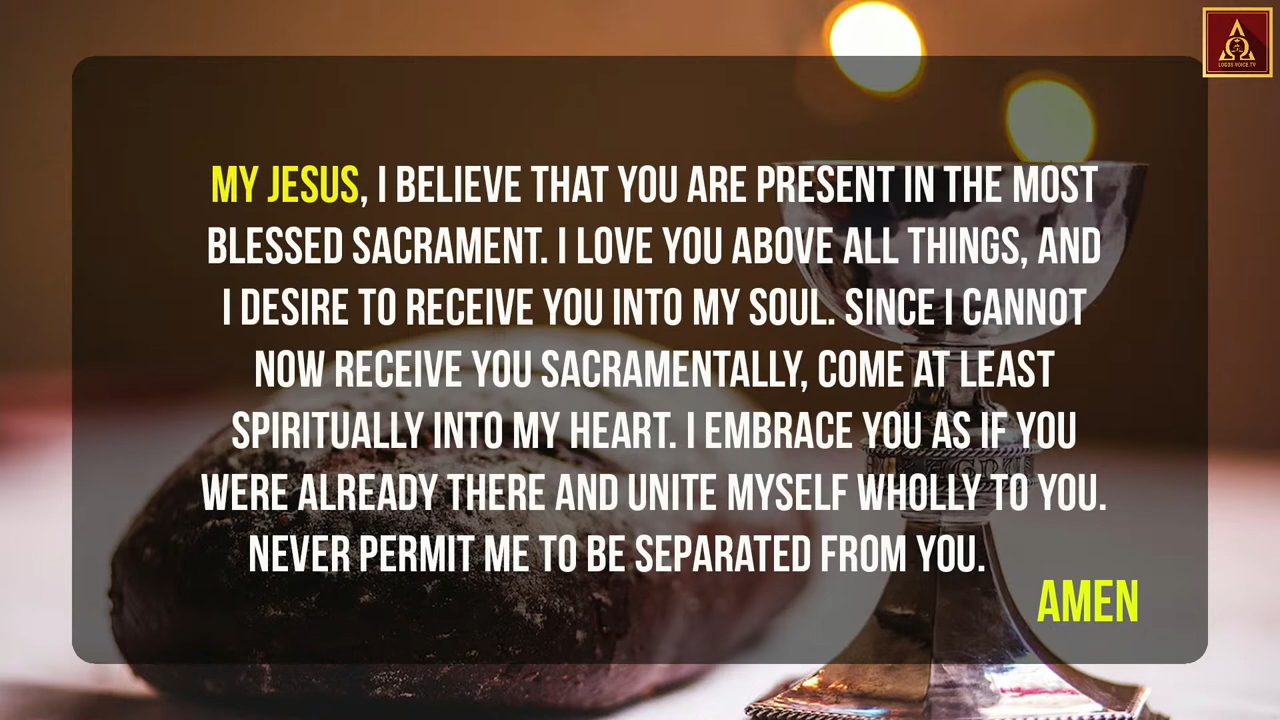 LOGOS VOICE.TV
MY JESUS, I BELIEVE THAT YOU ARE PRESENT IN THE MOST
BLESSED SACRAMENT. I LOVE YOU ABOVE ALL THINGS, AND
I DESIRE TO RECEIVE YOU INTO MY SOUL. SINCE I CANNOT
NOW RECEIVE YOU SACRAMENTALLY, COME AT LEAST
SPIRITUALLY INTO MY HEART. I EMBRACE YOU AS IF YOU
WERE ALREADY THERE AND UNITE MYSELF WHOLLY TO YOU.
NEVER PERMIT ME TO BE SEPARATED FROM YOU.
AMEN